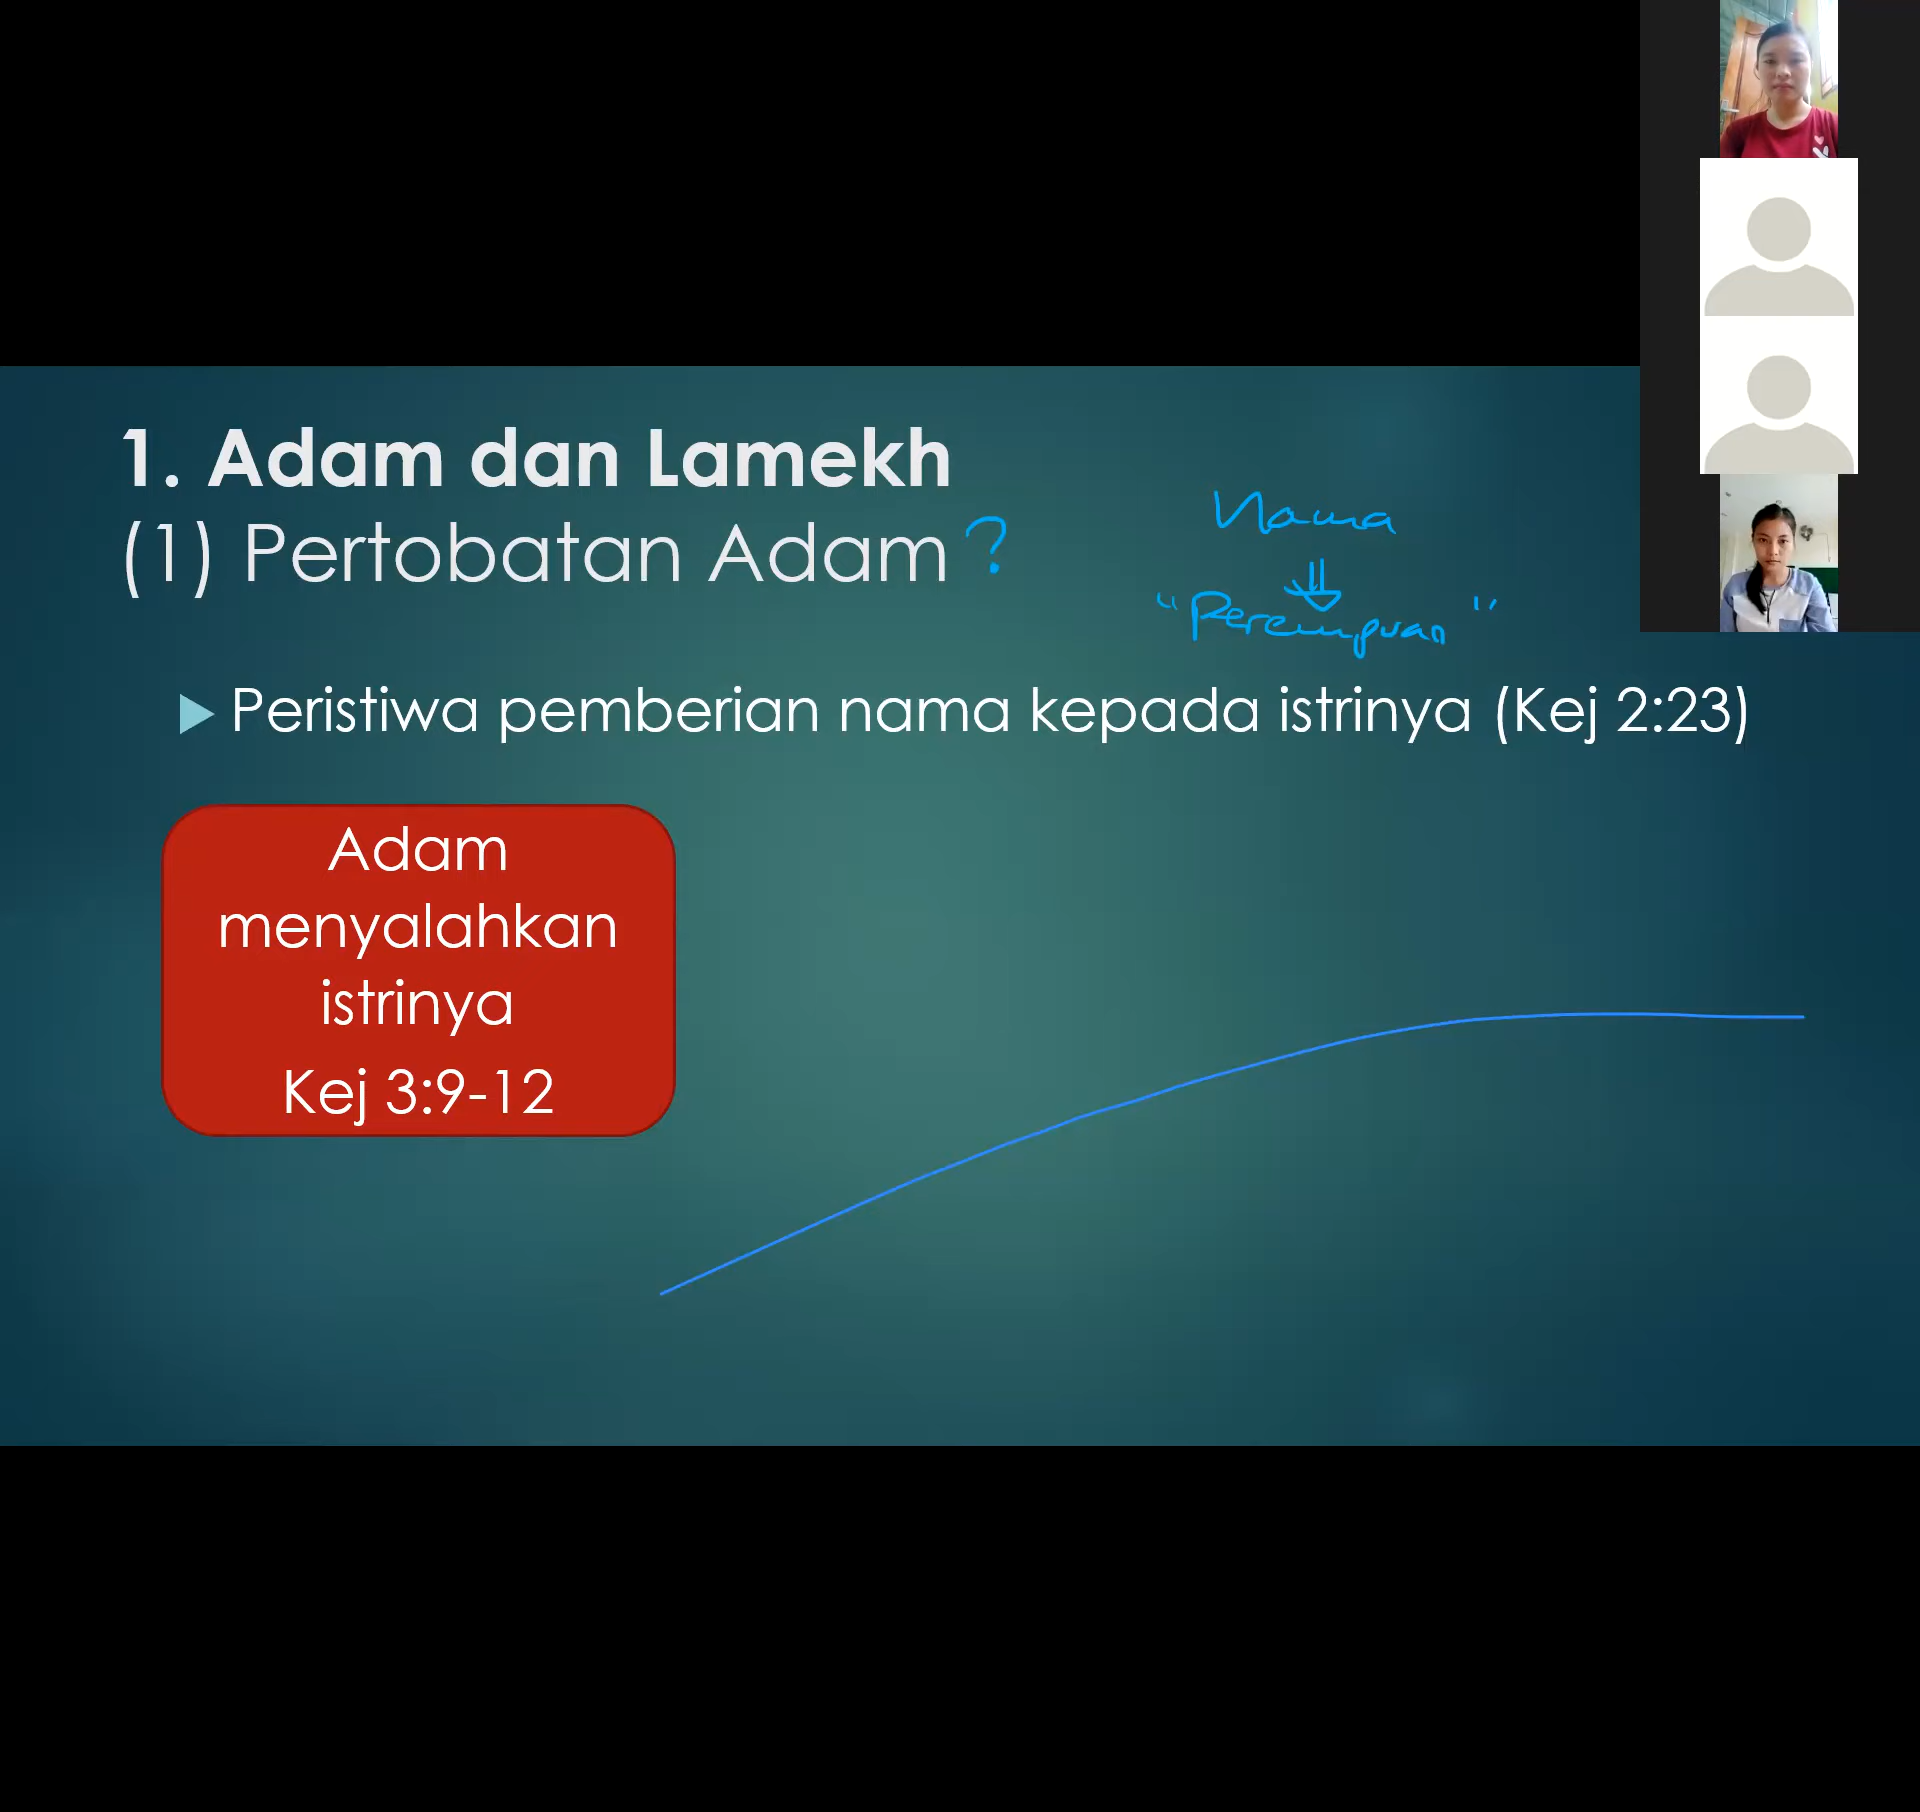 1. Adam dan Lamekh
(1) Pertobatan Adam ?
Nama
"Perempuan"
Peristiwa pemberian nama kepada istrinya (Kej 2:23)
Adam
menyalahkan
istrinya
Kej 3:9-12